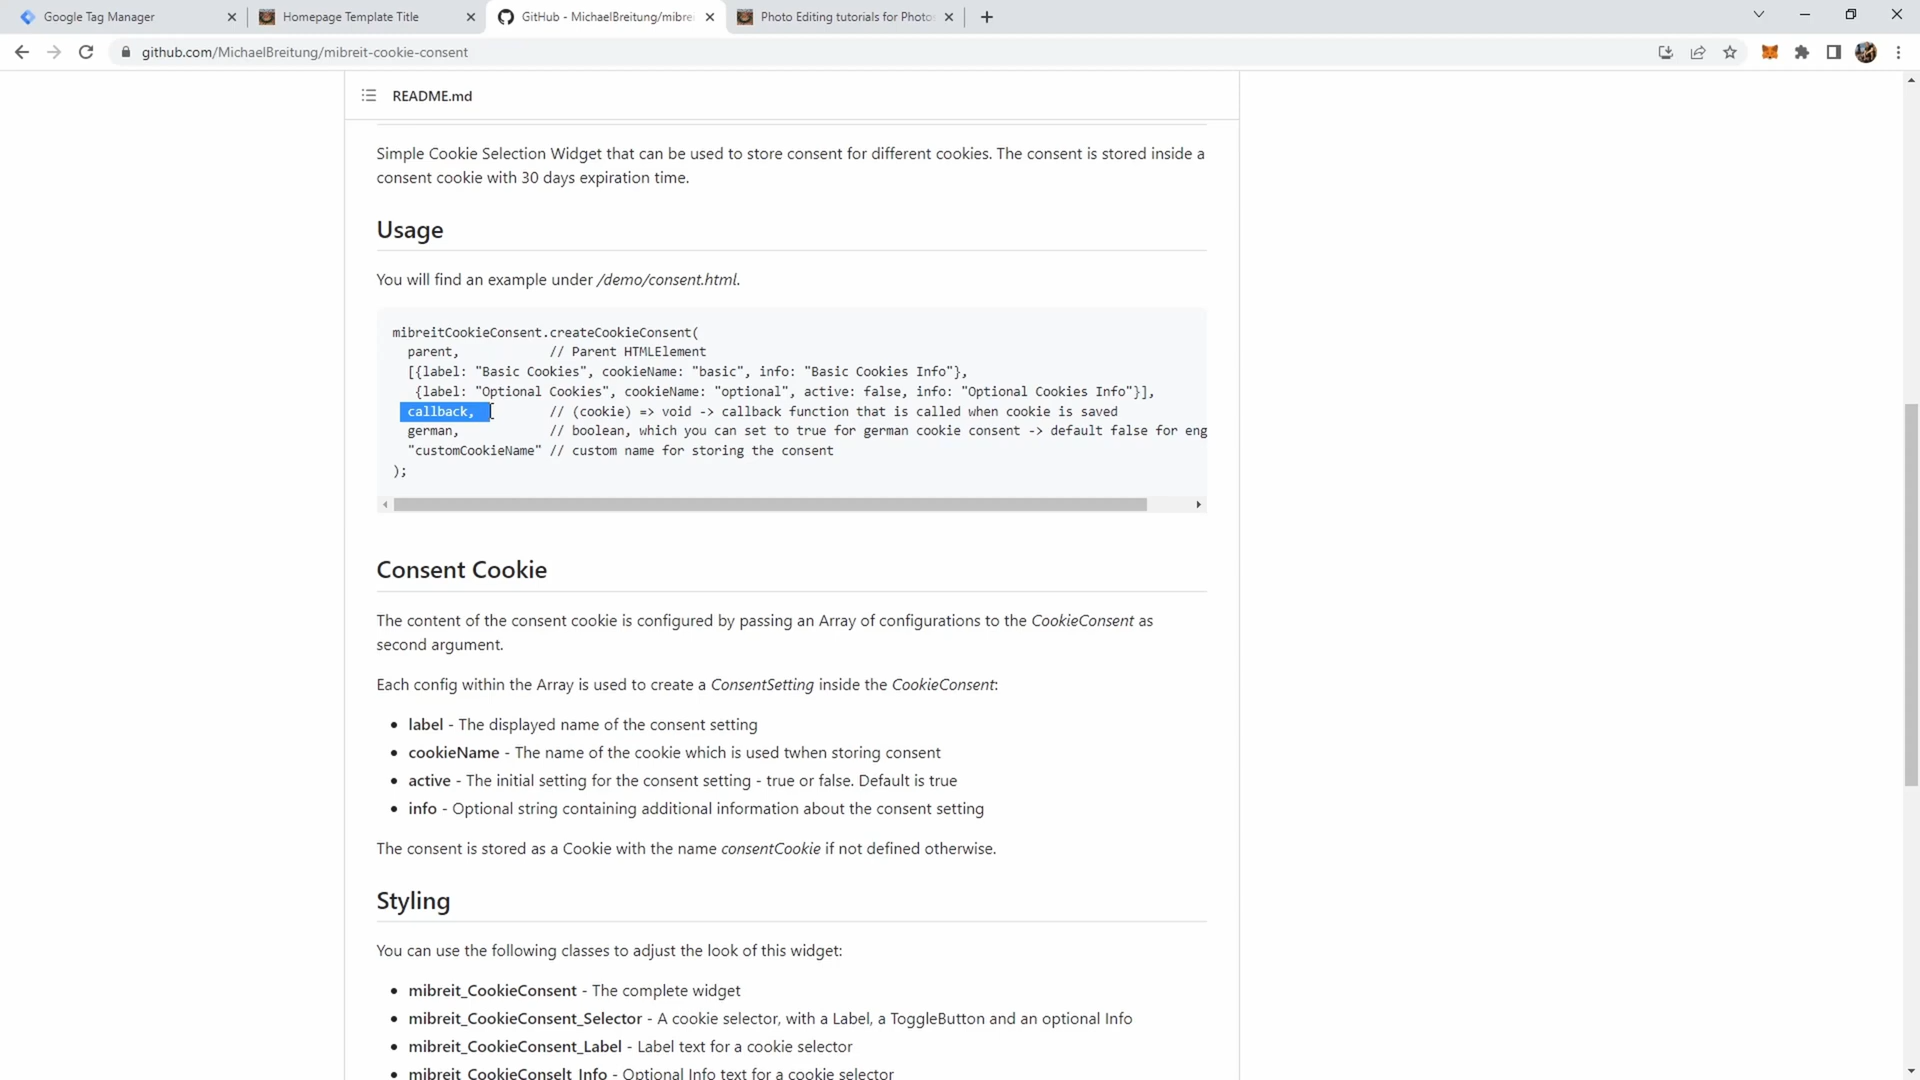 Google Tag Manager
Homepage Template Title
GitHub - MichaelBreitung/mibrei
Photo Editing tutorials for Photos
github.com/MichaelBreitung/mibreit-cookie-consent
README.md
Simple Cookie Selection Widget that can be used to store consent for different cookies. The consent is stored inside a
consent cookie with 30 days expiration time.
Usage
You will find an example under /demo/consent.html.
mibreitCookieConsent.createCookieConsent(
parent, // Parent HTMLElement
[{label: "Basic Cookies", cookieName: "basic", info: "Basic Cookies Info"},
{label: "Optional Cookies", cookieName: "optional", active: false, info: "Optional Cookies Info"}],
callback, // (cookie) => void -> callback function that is called when cookie is saved
german, // boolean, which you can set to true for german cookie consent -> default false for eng
"customCookieName" // custom name for storing the consent
);
Consent Cookie
The content of the consent cookie is configured by passing an Array of configurations to the CookieConsent as
second argument.
Each config within the Array is used to create a ConsentSetting inside the CookieConsent:
• label - The displayed name of the consent setting
• cookieName - The name of the cookie which is used twhen storing consent
• active - The initial setting for the consent setting - true or false. Default is true
• info - Optional string containing additional information about the consent setting
The consent is stored as a Cookie with the name consentCookie if not defined otherwise.
Styling
You can use the following classes to adjust the look of this widget:
• mibreit_CookieConsent - The complete widget
• mibreit_CookieConsent_Selector - A cookie selector, with a Label, a ToggleButton and an optional Info
• mibreit_CookieConsent_Label - Label text for a cookie selector
• mibreit_CookieConselt_Info - Optional Info text for a cookie selector